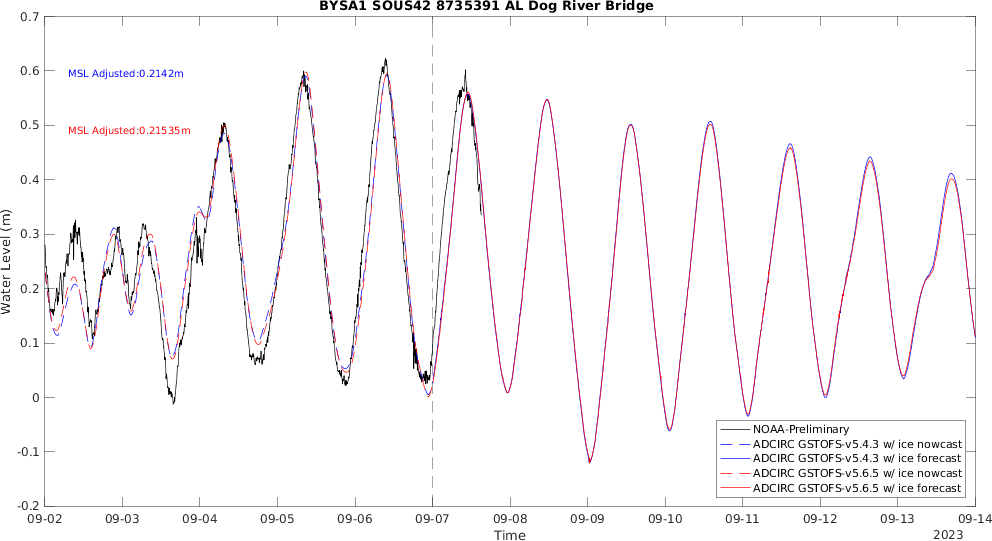 BYSA1 SOUS42 8735391 AL Dog River Bridge
0.7
0.6
0.5
0.4
0.3
0.2
0.1
0
-0.1
-0.2
Water Level (m)
MSL Adjusted:0.2142m
MSL Adjusted:0.21535m
NOAA-Preliminary
ADCIRC GSTOFS-v5.4.3 w/ ice nowcast
ADCIRC GSTOFS-v5.4.3 w/ ice forecast
ADCIRC GSTOFS-v5.6.5 w/ ice nowcast
ADCIRC GSTOFS-v5.6.5 w/ ice forecast
09-02 09-03 09-04 09-05 09-06 09-07 09-08 09-09 09-10 09-11 09-12 09-13 09-14
Time
2023